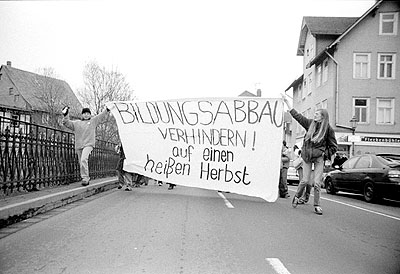 BILDUNGSABBAU
VERHINDERN!
auf einen
heißen Herbst